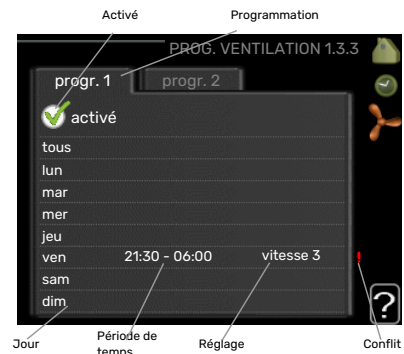 Activé
Programmation
PROG. VENTILATION 1.3.3
progr. 1
progr. 2
activé
tous
lun
mar
mer
jeu
ven 21:30 - 06:00 vitesse 3 !
sam
dim
?
Jour
Période de
temps
Réglage
Conflit